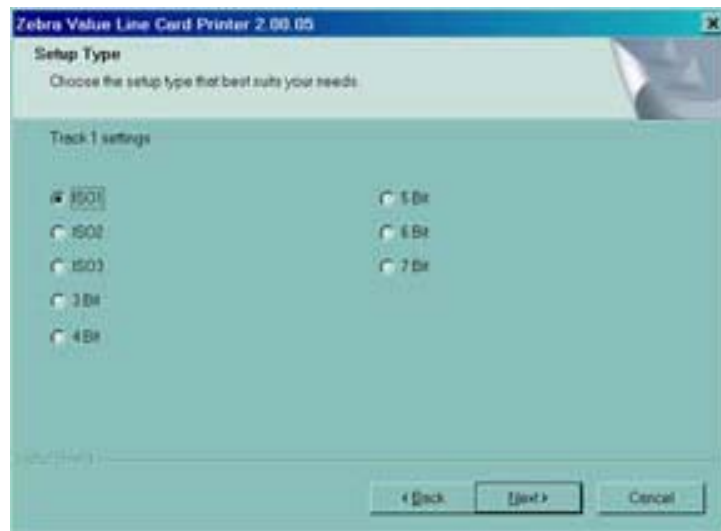 Zebra Value Line Card Printer 2.00.05
Setup Type
Choose the setup type that best suits your needs.
Track 1 settings
ISO1
5 Bit
ISO2
6 Bit
ISO3
7 Bit
3 Bit
4 Bit
< Back
Next >
Cancel